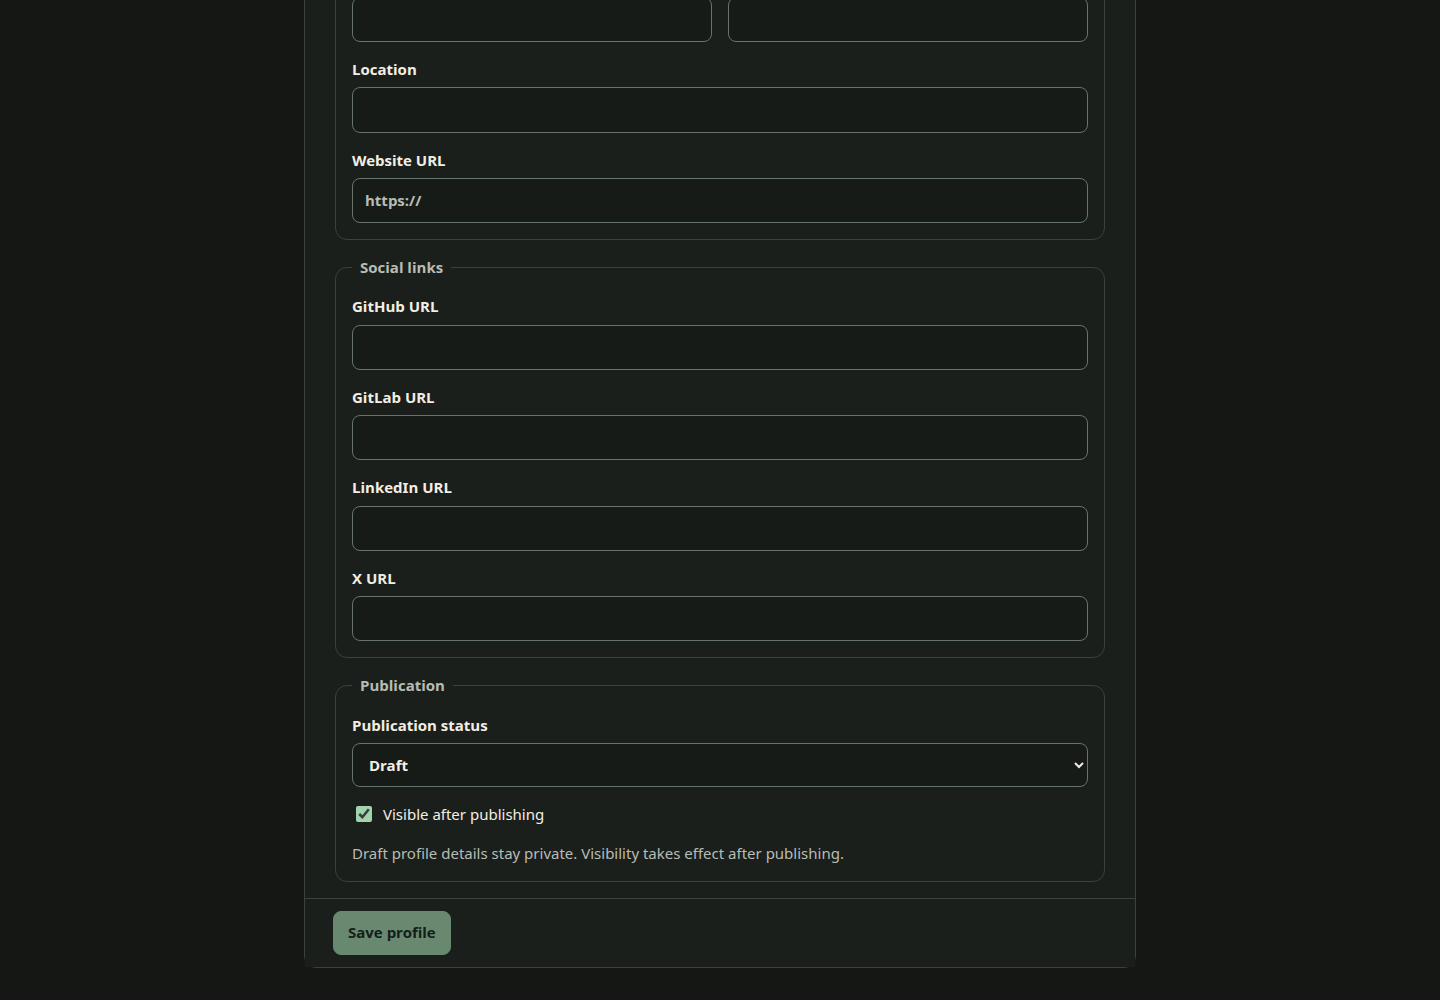 Location
Website URL
https://
Social links
GitHub URL
GitLab URL
LinkedIn URL
X URL
Publication
Publication status
Draft
Visible after publishing
Draft profile details stay private. Visibility takes effect after publishing.
Save profile